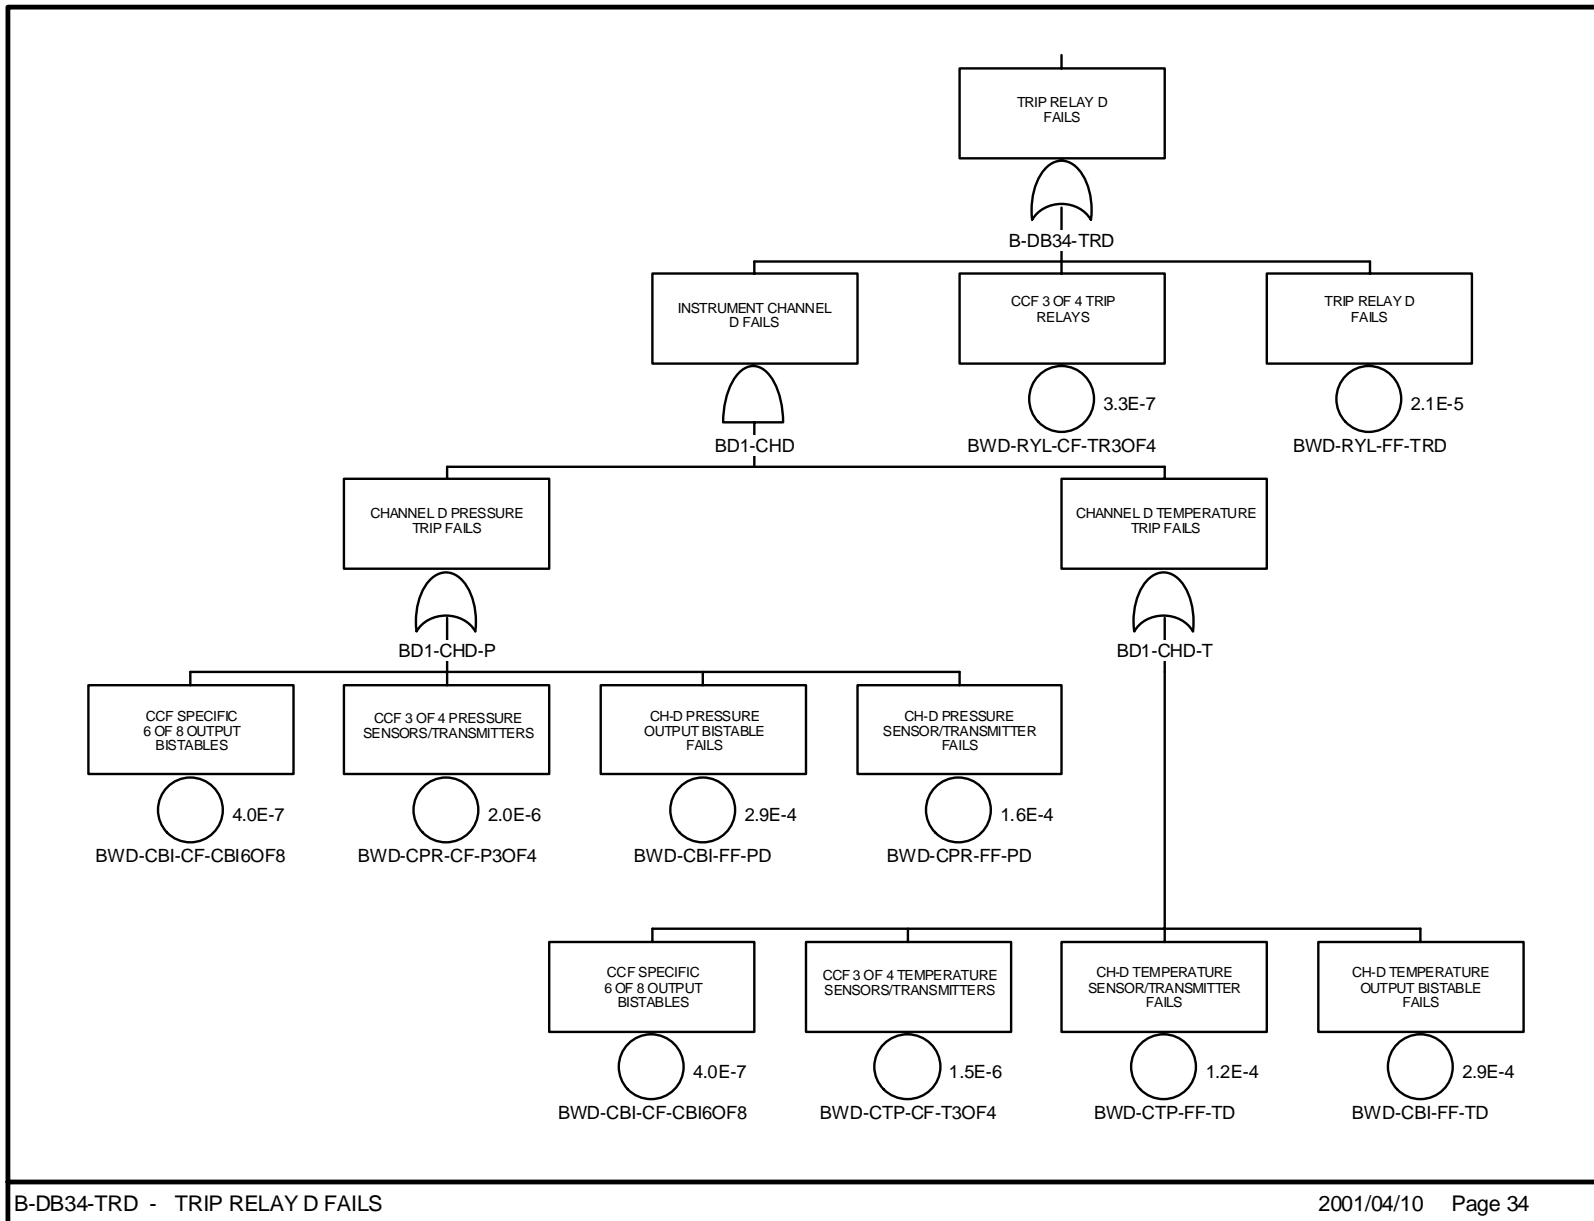 TRIP RELAY D
FAILS
B-DB34-TRD
INSTRUMENT CHANNEL
D FAILS
BD1-CHD
CCF 3 OF 4 TRIP
RELAYS
3.3E-7
BWD-RYL-CF-TR3OF4
TRIP RELAY D
FAILS
2.1E-5
BWD-RYL-FF-TRD
CHANNEL D PRESSURE
TRIP FAILS
BD1-CHD-P
CHANNEL D TEMPERATURE
TRIP FAILS
BD1-CHD-T
CCF SPECIFIC
6 OF 8 OUTPUT
BISTABLES
4.0E-7
BWD-CBI-CF-CBI6OF8
CCF 3 OF 4 PRESSURE
SENSORS/TRANSMITTERS
2.0E-6
BWD-CPR-CF-P3OF4
CH-D PRESSURE
OUTPUT BISTABLE
FAILS
2.9E-4
BWD-CBI-FF-PD
CH-D PRESSURE
SENSOR/TRANSMITTER
FAILS
1.6E-4
BWD-CPR-FF-PD
CCF SPECIFIC
6 OF 8 OUTPUT
BISTABLES
4.0E-7
BWD-CBI-CF-CBI6OF8
CCF 3 OF 4 TEMPERATURE
SENSORS/TRANSMITTERS
1.5E-6
BWD-CTP-CF-T3OF4
CH-D TEMPERATURE
SENSOR/TRANSMITTER
FAILS
1.2E-4
BWD-CTP-FF-TD
CH-D TEMPERATURE
OUTPUT BISTABLE
FAILS
2.9E-4
BWD-CBI-FF-TD
B-DB34-TRD - TRIP RELAY D FAILS
2001/04/10 Page 34